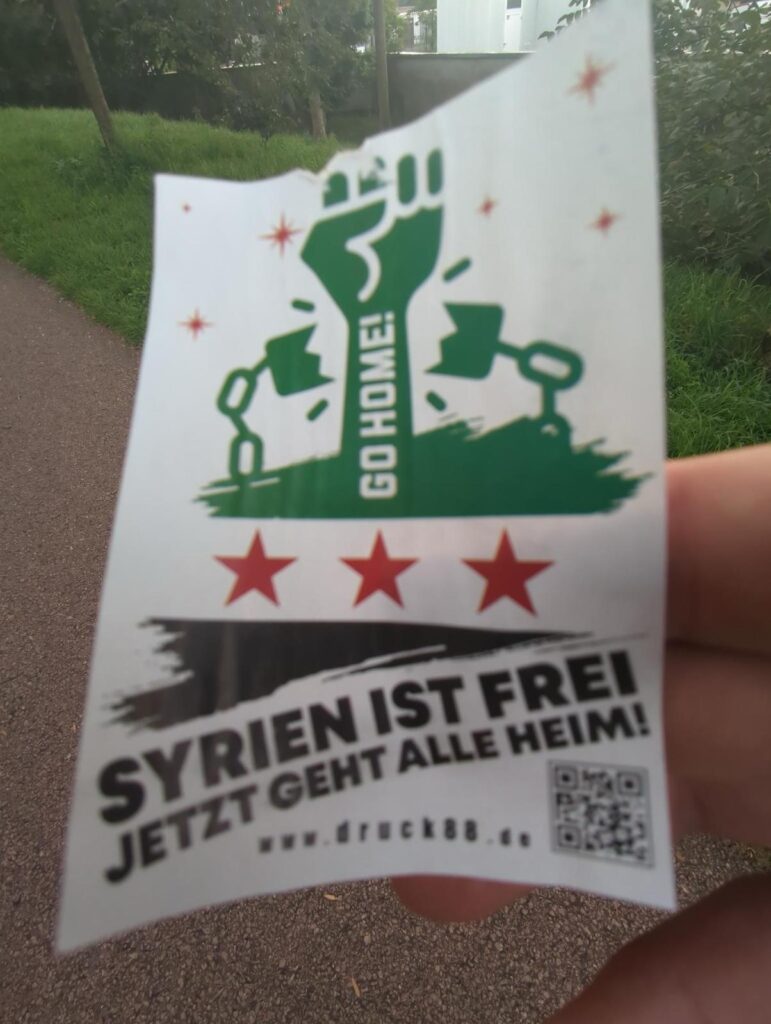 GO HOME!
SYRIEN IST FREI
JETZT GEHT ALLE HEIM!
www.druck88.de